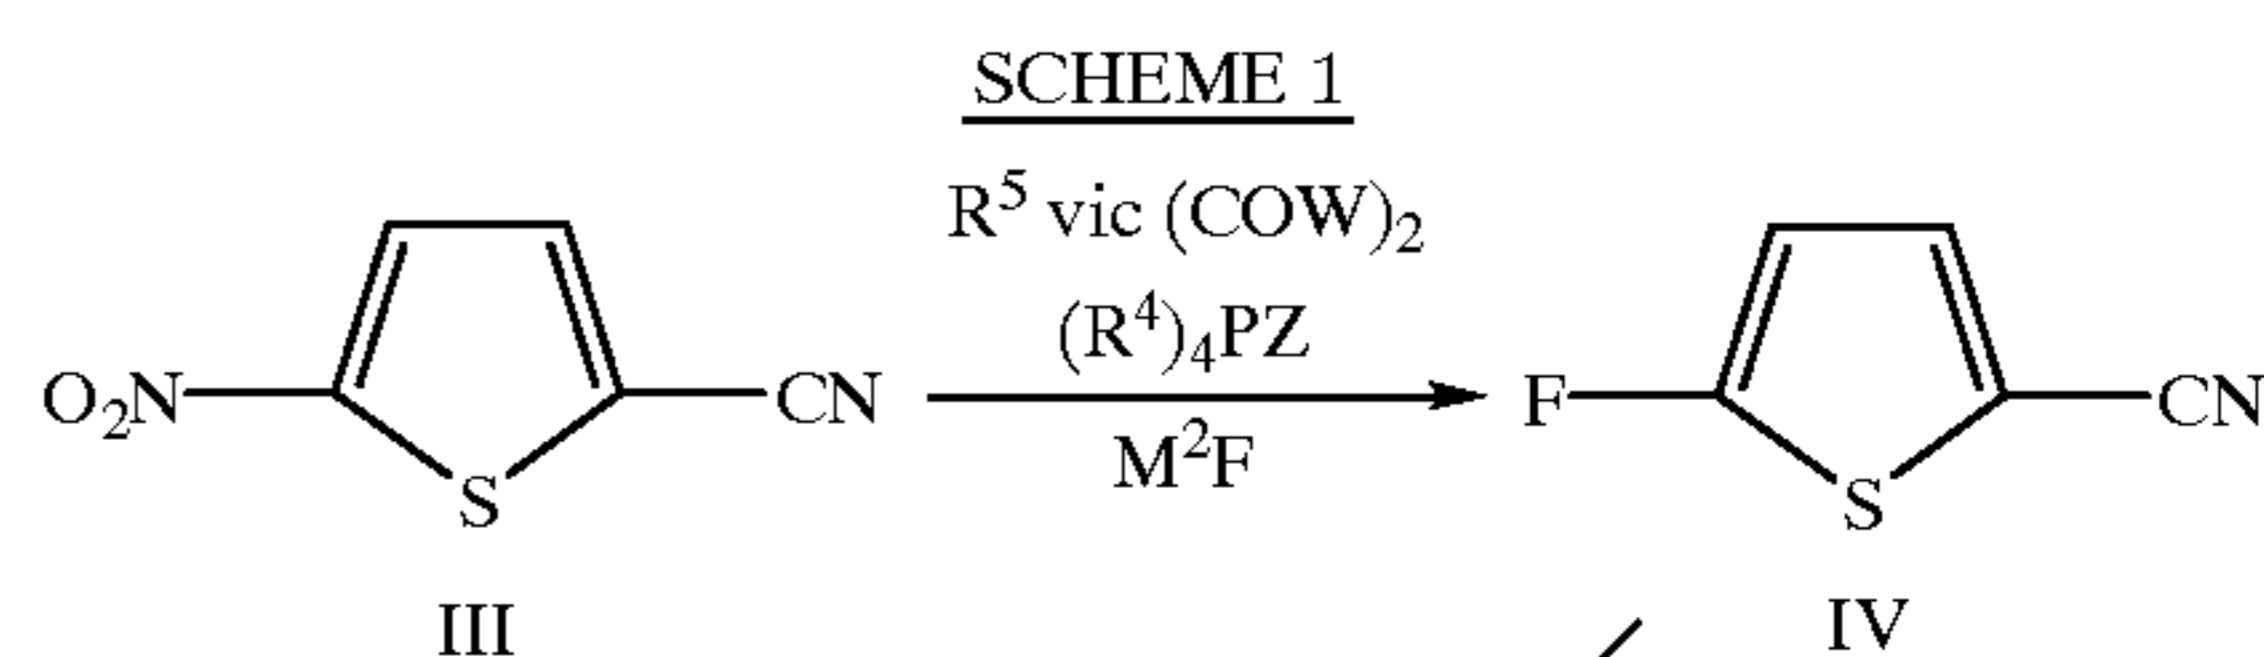 SCHEME 1
R⁵ vic (COW)₂
(R⁴)₄PZ
O₂N CN F CN
M²F
S S
III IV